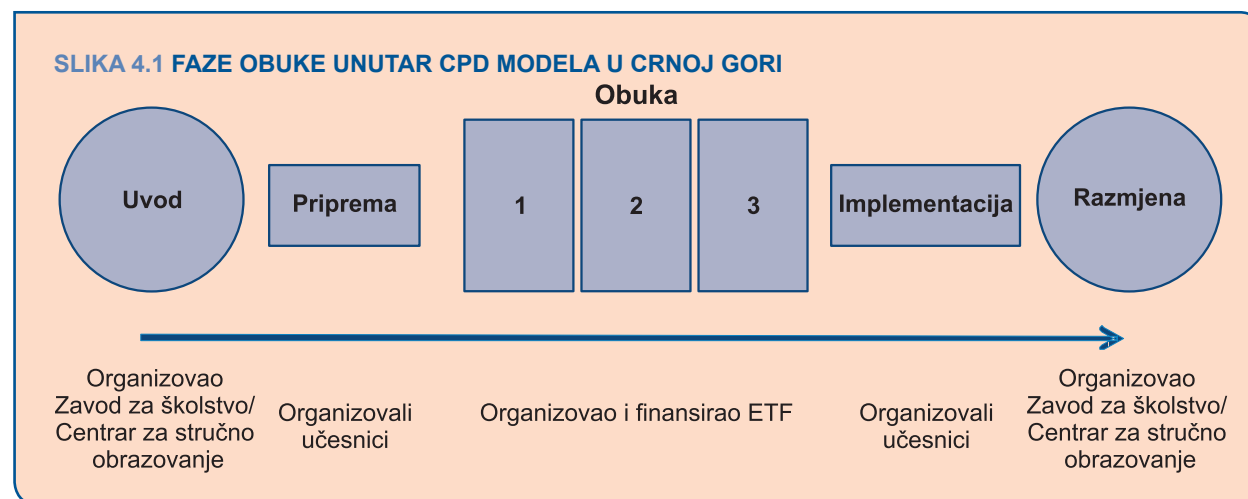 SLIKA 4.1 FAZE OBUKE UNUTAR CPD MODELA U CRNOJ GORI
Obuka
Uvod
Priprema
1
2
3
Implementacija
Razmjena
Organizovao
Zavod za školstvo/
Centrar za stručno
obrazovanje
Organizovali
učesnici
Organizovao i finansirao ETF
Organizovali
učesnici
Organizovao
Zavod za školstvo/
Centrar za stručno
obrazovanje